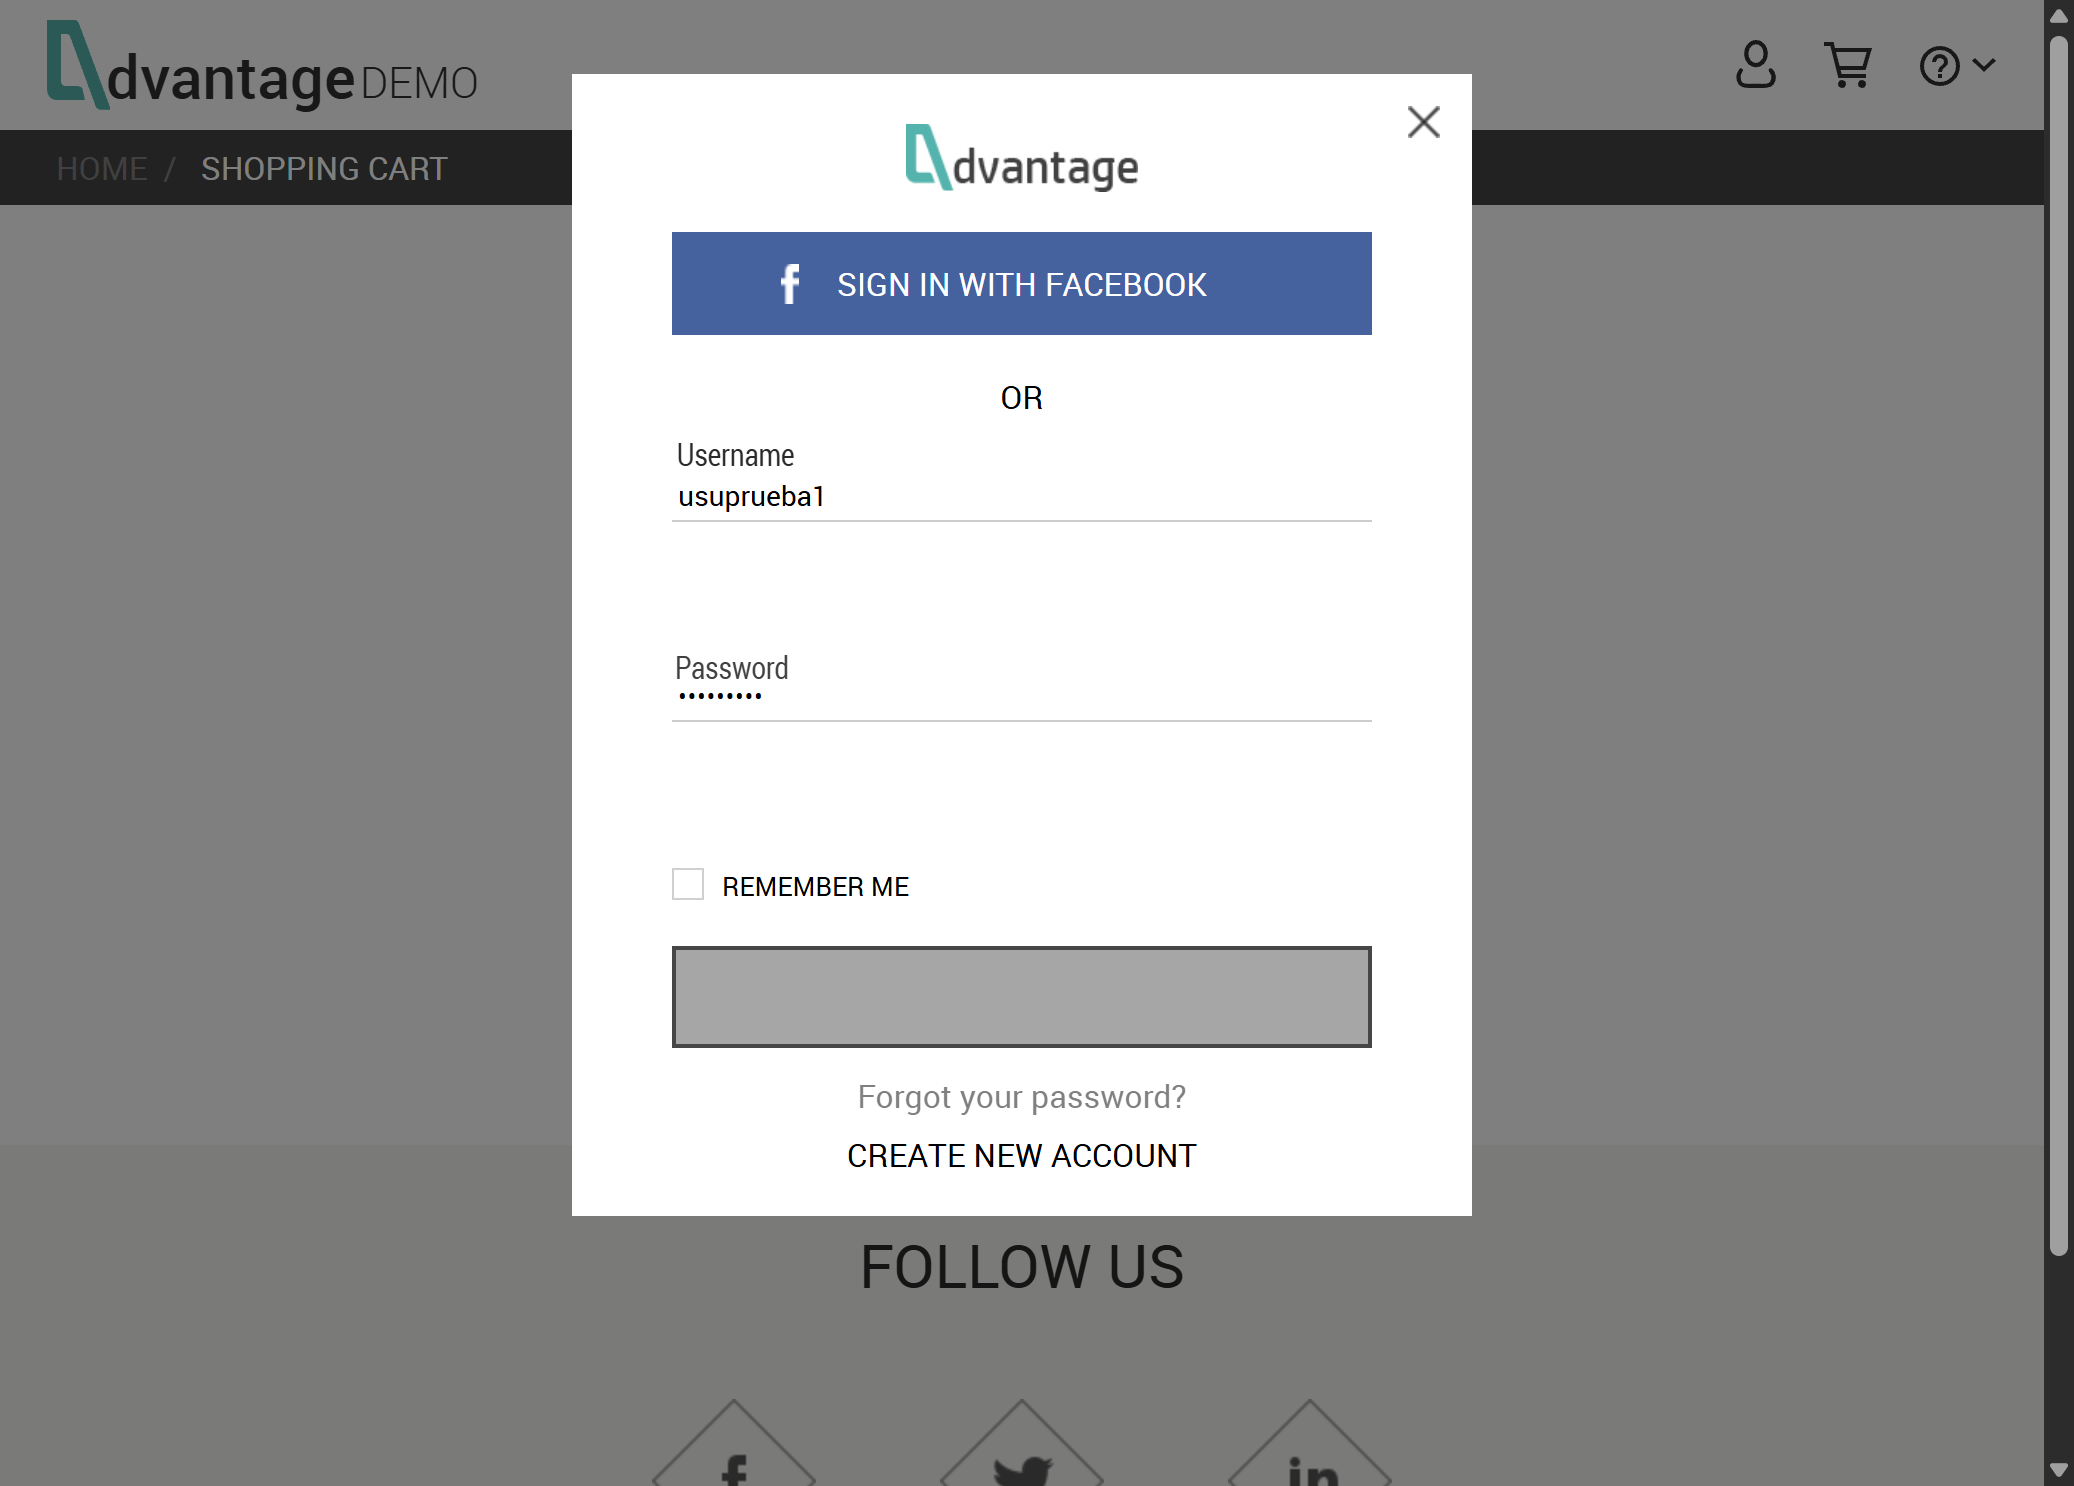 dvantage DEMO
HOME / SHOPPING CART
dvantage
f SIGN IN WITH FACEBOOK
OR
Username
usuprueba1
Password
•••••••••
REMEMBER ME
Forgot your password?
CREATE NEW ACCOUNT
FOLLOW US
f in